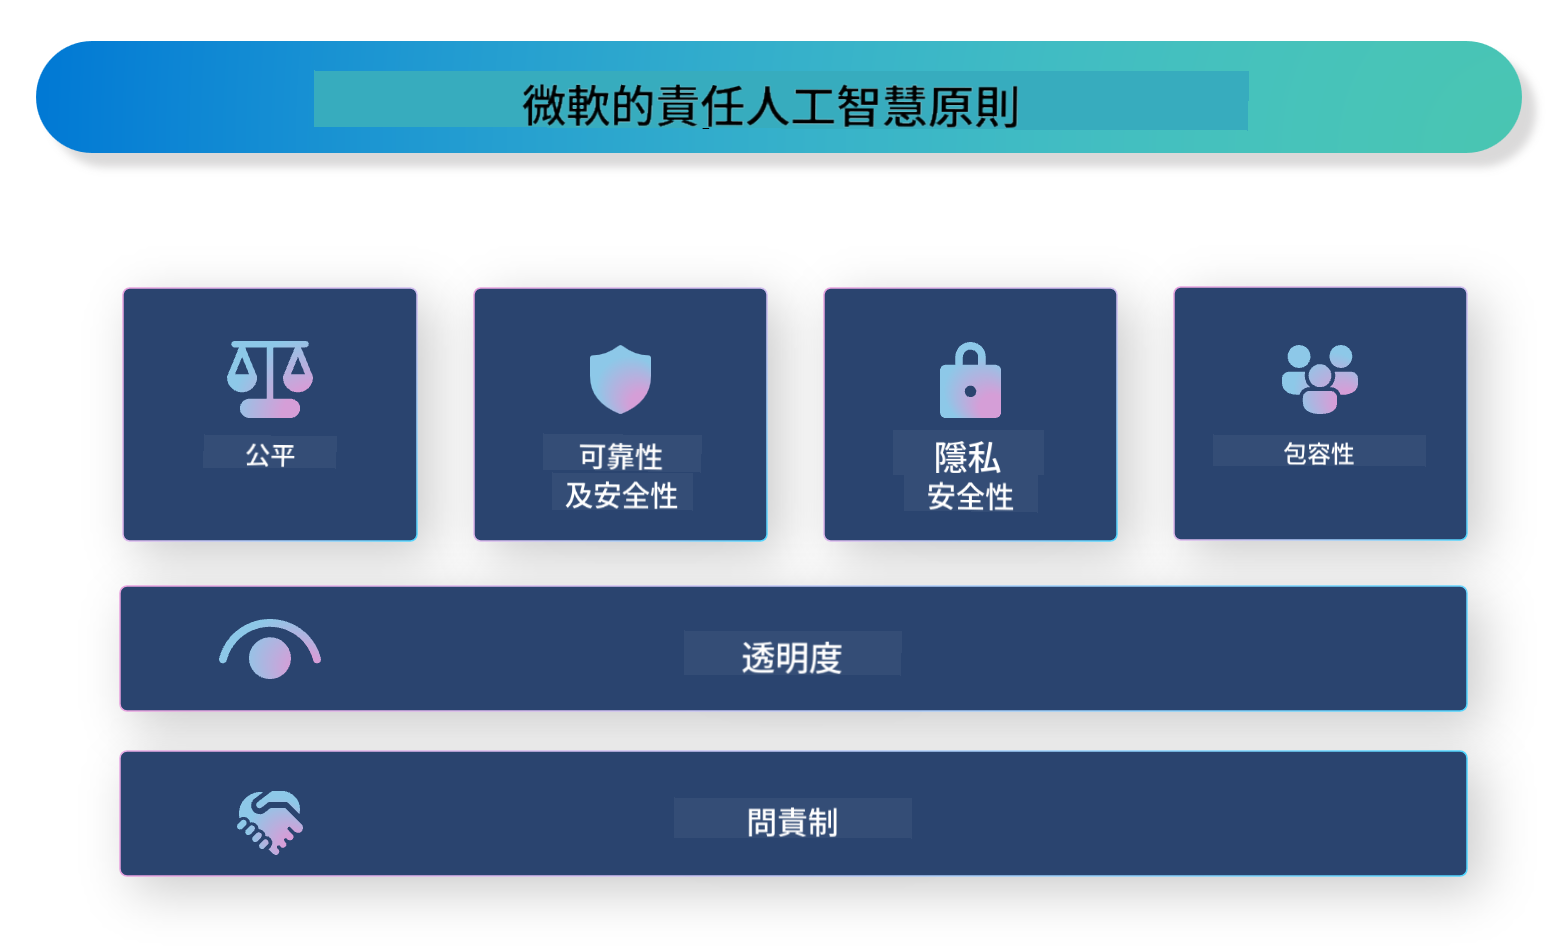 微軟的責任人工智慧原則
公平
可靠性
及安全性
隱私
安全性
包容性
透明度
問責制